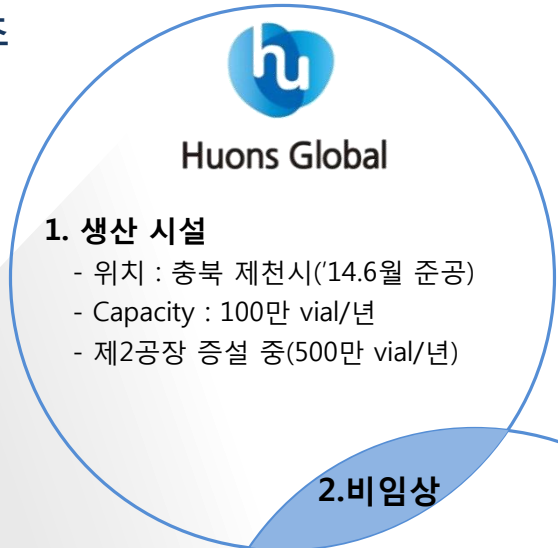 hu
Huons Global
1. 생산 시설
- 위치 : 충북 제천시('14.6월 준공)
- Capacity : 100만 vial/년
- 제2공장 증설 중(500만 vial/년)
2.비임상